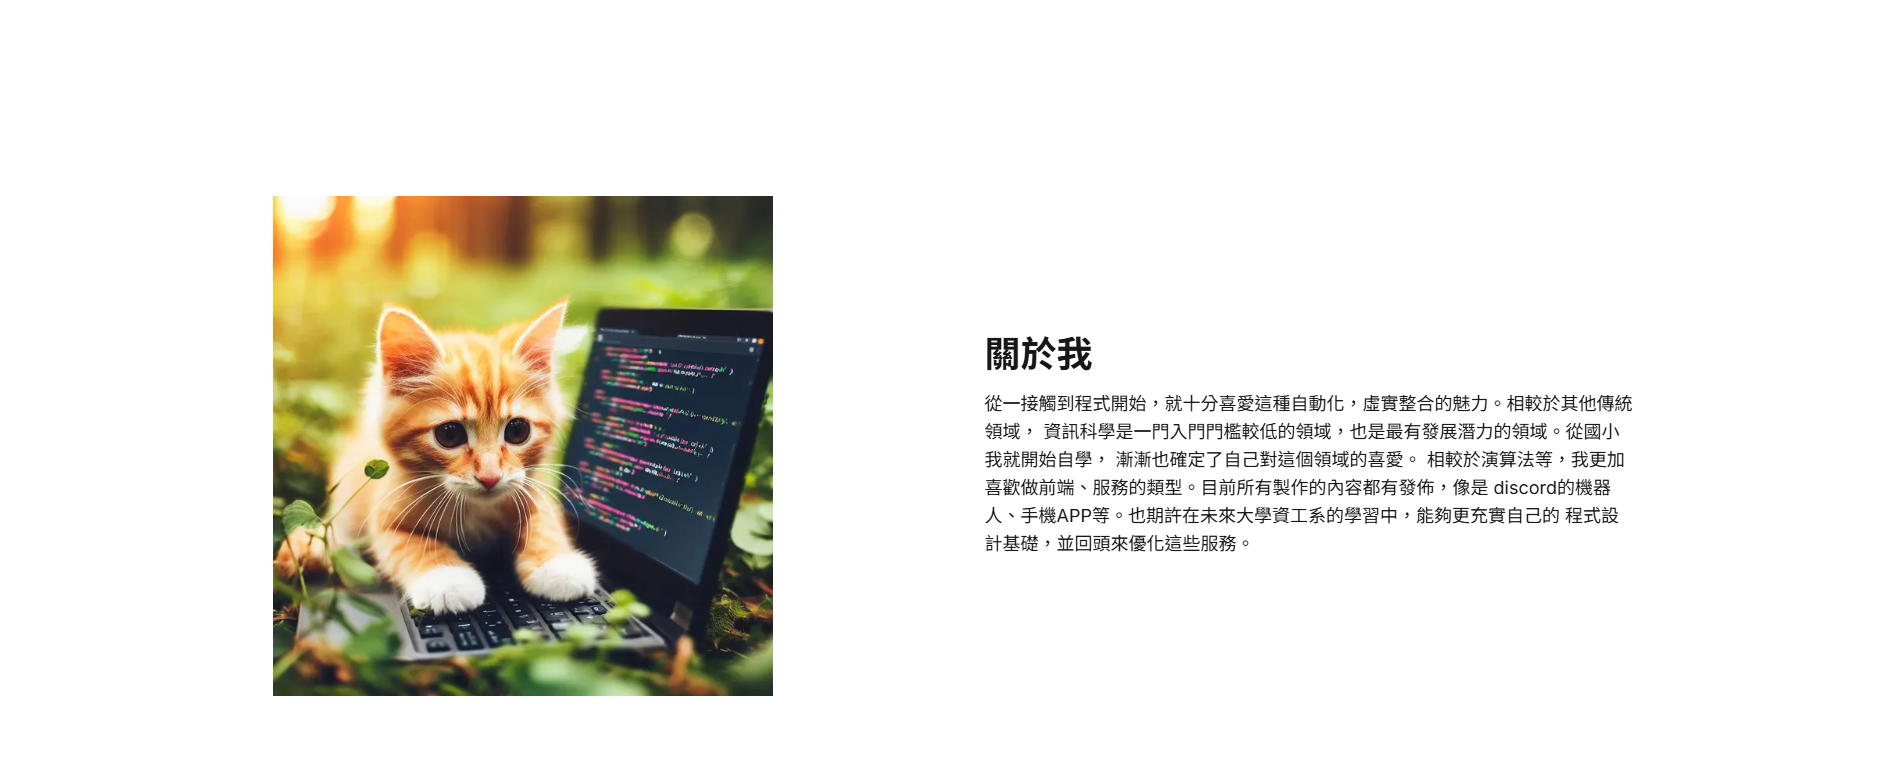 關於我
從一接觸到程式開始，就十分喜愛這種自動化，虛實整合的魅力。相較於其他傳統
領域， 資訊科學是一門入門門檻較低的領域，也是最有發展潛力的領域。從國小
我就開始自學， 漸漸也確定了自己對這個領域的喜愛。 相較於演算法等，我更加
喜歡做前端、服務的類型。目前所有製作的內容都有發佈，像是 discord的機器
人、手機APP等。也期許在未來大學資工系的學習中，能夠更充實自己的 程式設
計基礎，並回頭來優化這些服務。